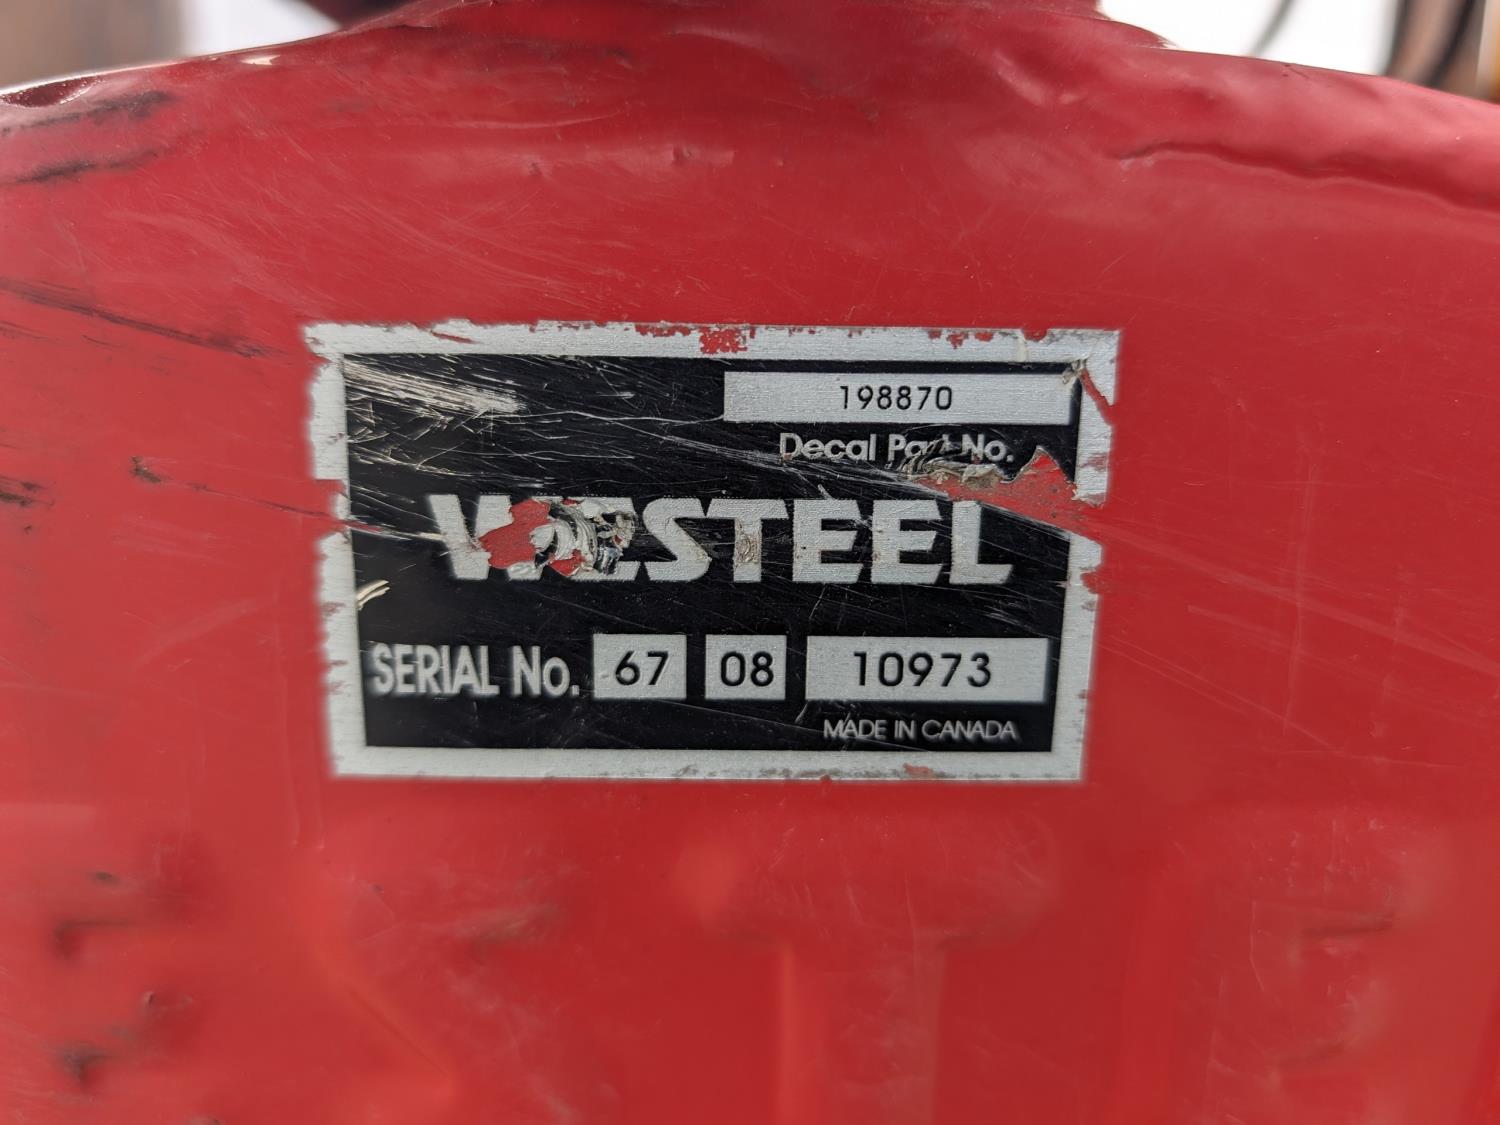 198870
Decal Part No.
WESTEEL
SERIAL No. 67 08 10973
MADE IN CANADA